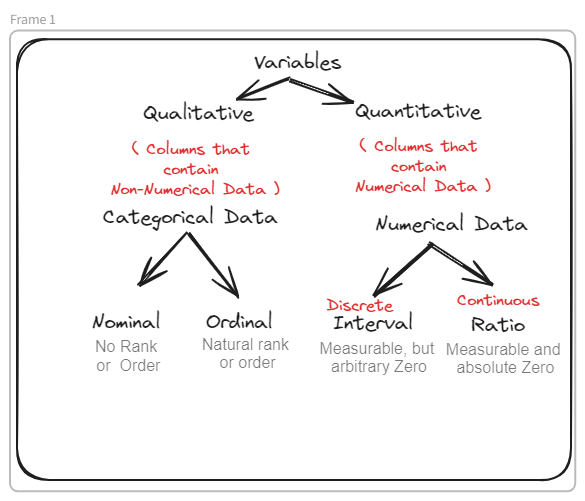 Frame 1
Variables
Qualitative
Quantitative
( Columns that
contain
Non-Numerical Data )
( Columns that
contain
Numerical Data )
Categorical Data
Numerical Data
Nominal
No Rank
or Order
Ordinal
Natural rank
or order
Discrete
Interval
Measurable, but
arbitrary Zero
Continuous
Ratio
Measurable and
absolute Zero